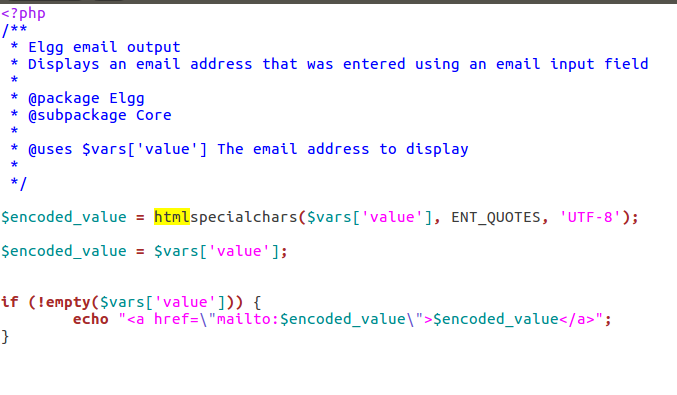 <?php
/**
 * Elgg email output
 * Displays an email address that was entered using an email input field
 *
 * @package Elgg
 * @subpackage Core
 *
 * @uses $vars['value'] The email address to display
 *
 */
$encoded_value = htmlspecialchars($vars['value'], ENT_QUOTES, 'UTF-8');
$encoded_value = $vars['value'];
if (!empty($vars['value'])) {
        echo "<a href=\"mailto:$encoded_value\">$encoded_value</a>";
}